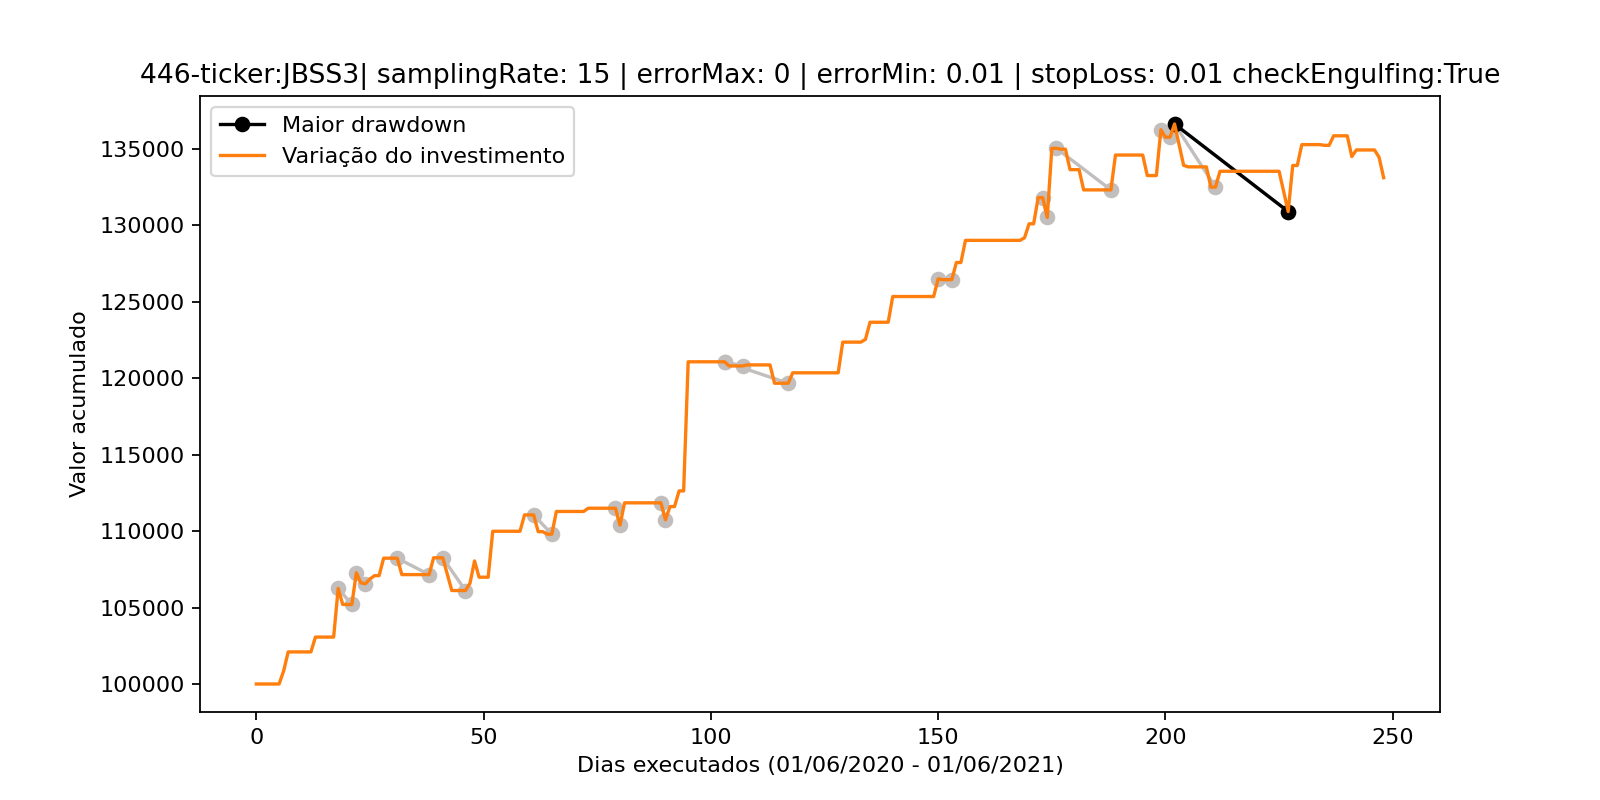 446-ticker:JBSS3| samplingRate: 15 | errorMax: 0 | errorMin: 0.01 | stopLoss: 0.01 checkEngulfing:True
Maior drawdown
Variação do investimento
Valor acumulado
135000
130000
125000
120000
115000
110000
105000
100000
0 50 100 150 200 250
Dias executados (01/06/2020 - 01/06/2021)